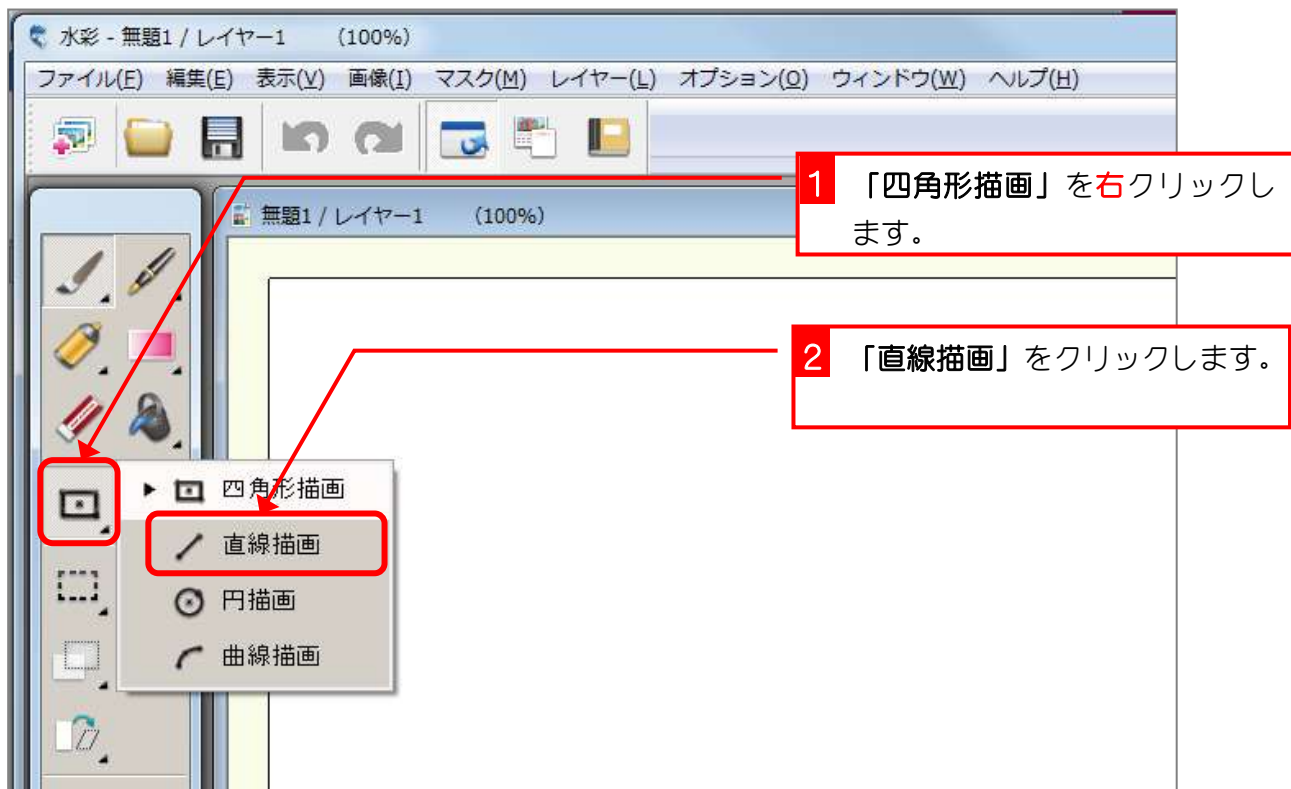 水彩 - 無題1 / レイヤー1 (100%)
ファイル(F) 編集(E) 表示(V) 画像(I) マスク(M) レイヤー(L) オプション(O) ウィンドウ(W) ヘルプ(H)
無題1 / レイヤー1 (100%)
1 「四角形描画」を右クリックし
ます。
2 「直線描画」をクリックします。
四角形描画
直線描画
円描画
曲線描画